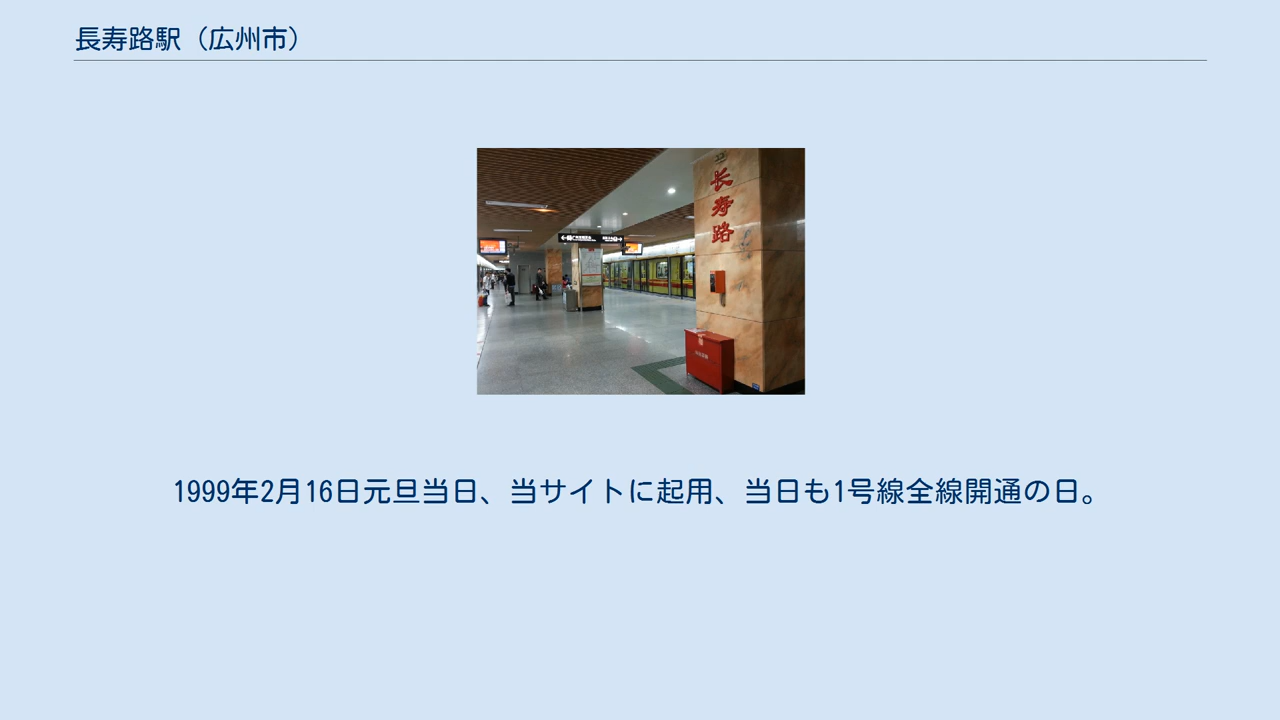 長寿路駅（広州市）
长
寿
路
1999年2月16日元旦当日、当サイトに起用、当日も1号線全線開通の日。